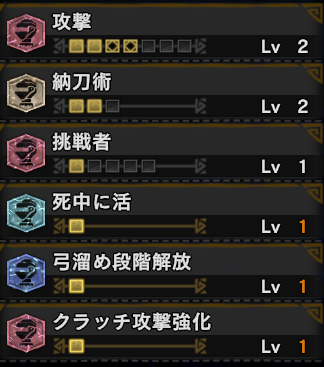 攻撃
Lv 2
納刀術
Lv 2
挑戦者
Lv 1
死中に活
Lv 1
弓溜め段階解放
Lv 1
クラッチ攻撃強化
Lv 1